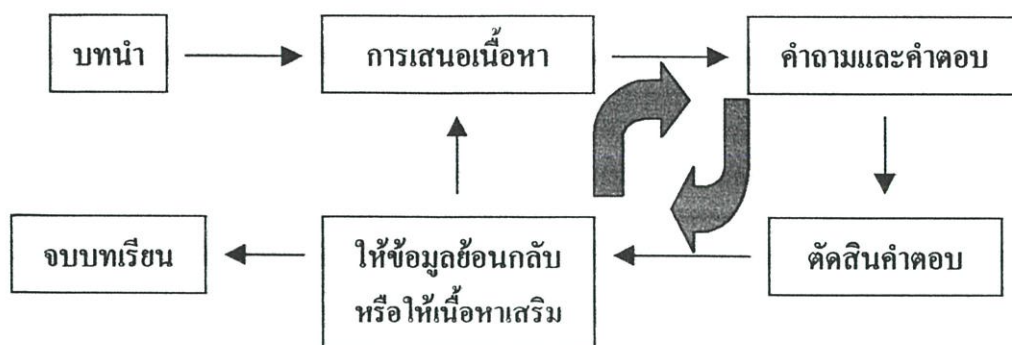 บทนำ
การเสนอเนื้อหา
คำถามและคำตอบ
ตัดสินคำตอบ
ให้ข้อมูลย้อนกลับ
หรือให้เนื้อหาเสริม
จบบทเรียน